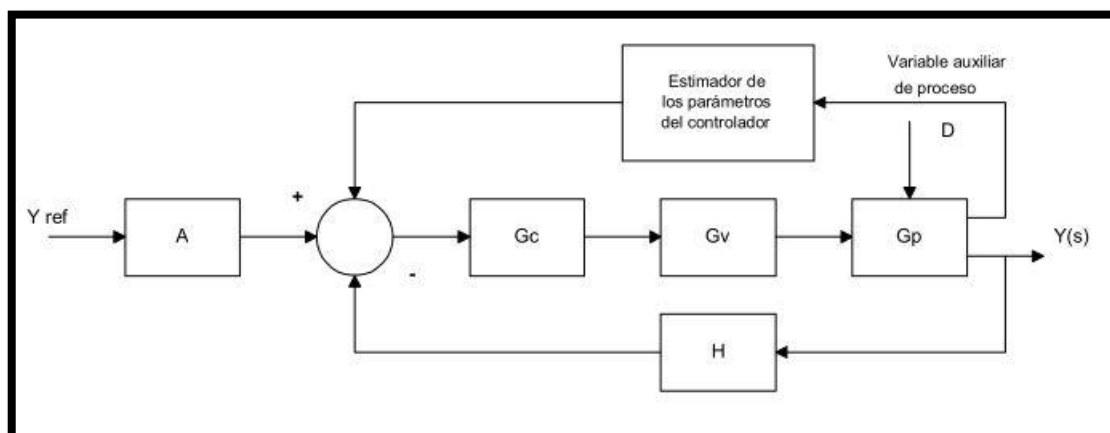 Estimador de
los parámetros
del controlador
Variable auxiliar
de proceso
D
+
Y ref
A
Gc
Gv
Gp
Y(s)
-
H